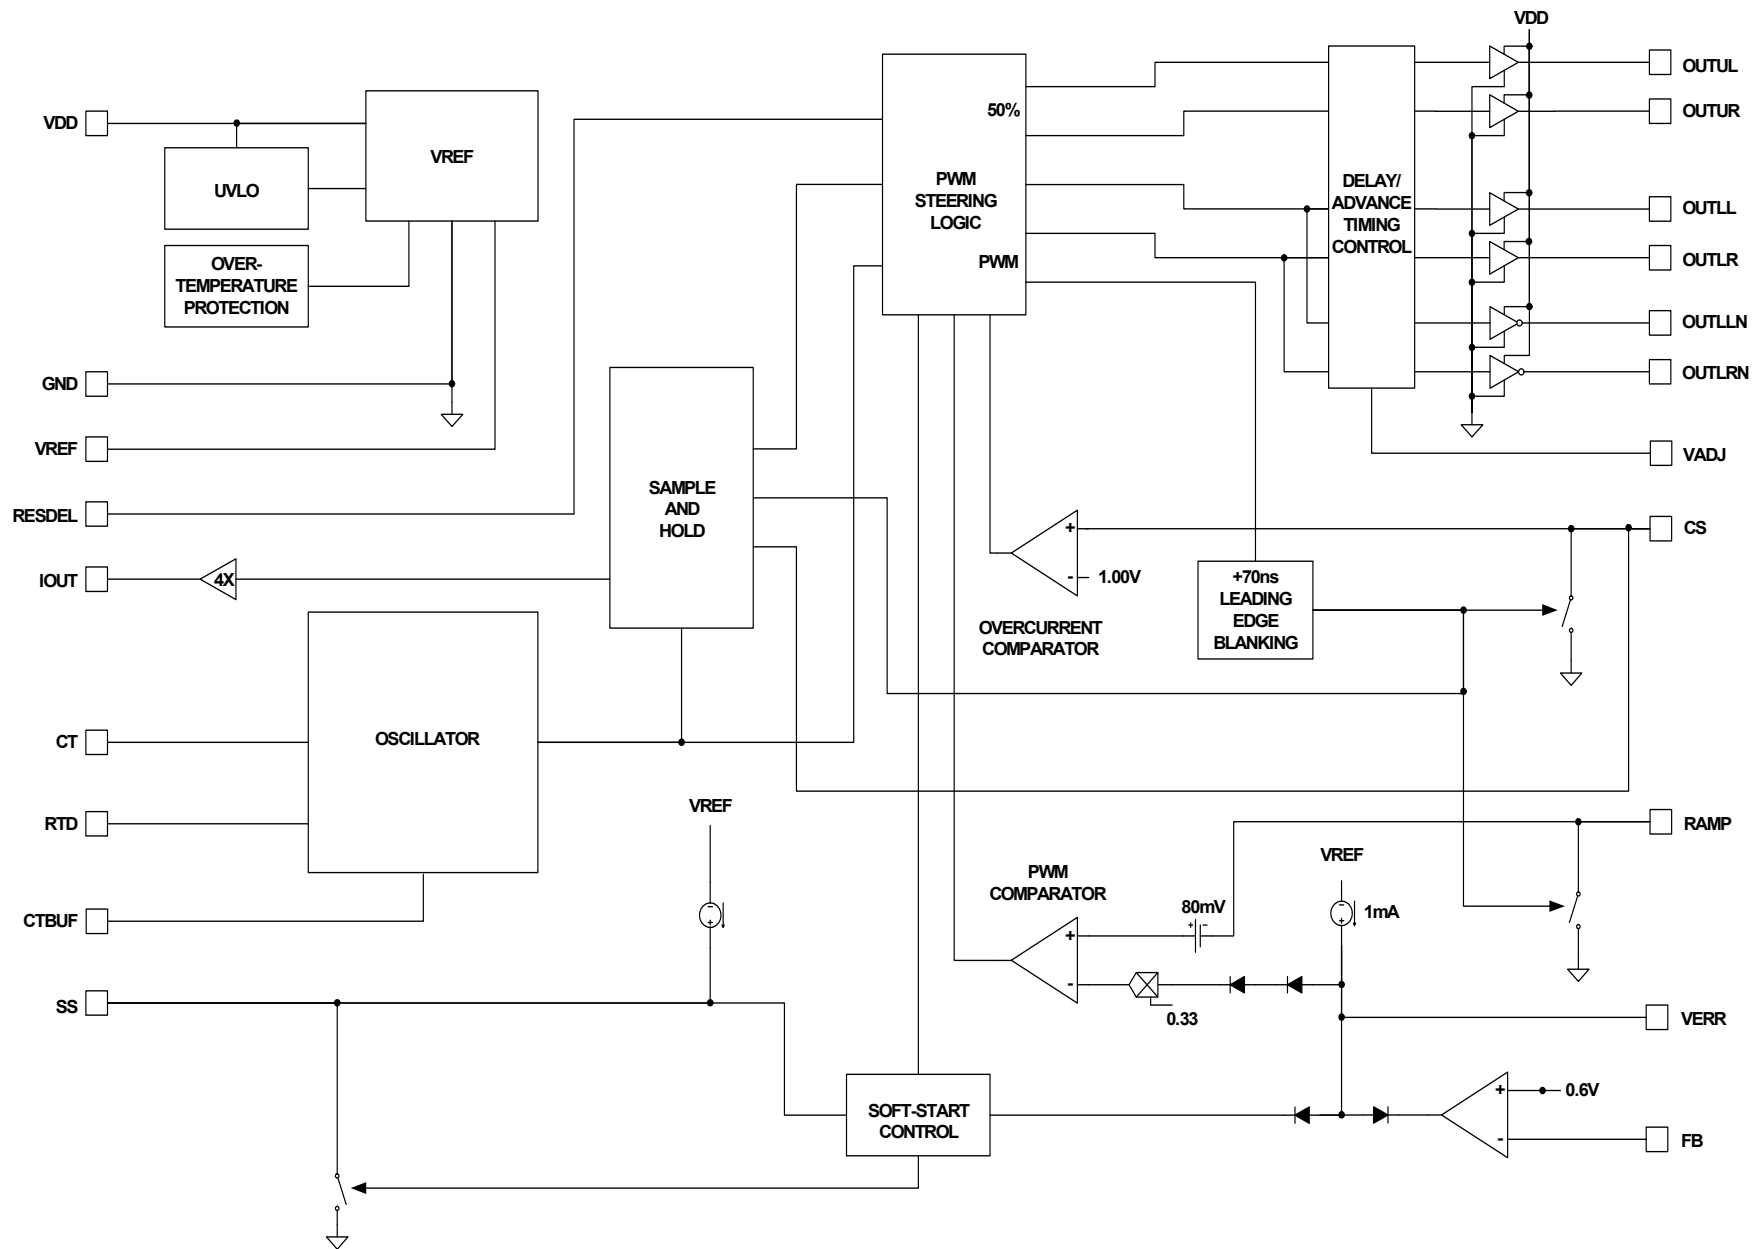 VDD
OUTUL
VDD
VREF
50%
OUTUR
UVLO
PWM
STEERING
LOGIC
DELAY/
ADVANCE
TIMING
CONTROL
OUTLL
OVER-
TEMPERATURE
PROTECTION
PWM
OUTLR
OUTLLN
GND
OUTLRN
VREF
VADJ
SAMPLE
AND
HOLD
RESDEL
+
CS
IOUT
4X
-
1.00V
+70ns
LEADING
EDGE
BLANKING
OVERCURRENT
COMPARATOR
CT
OSCILLATOR
VREF
RTD
RAMP
VREF
PWM
COMPARATOR
CTBUF
-
+
80mV
+
-
-
+
1mA
+
-
SS
0.33
VERR
SOFT-START
CONTROL
+
0.6V
-
FB